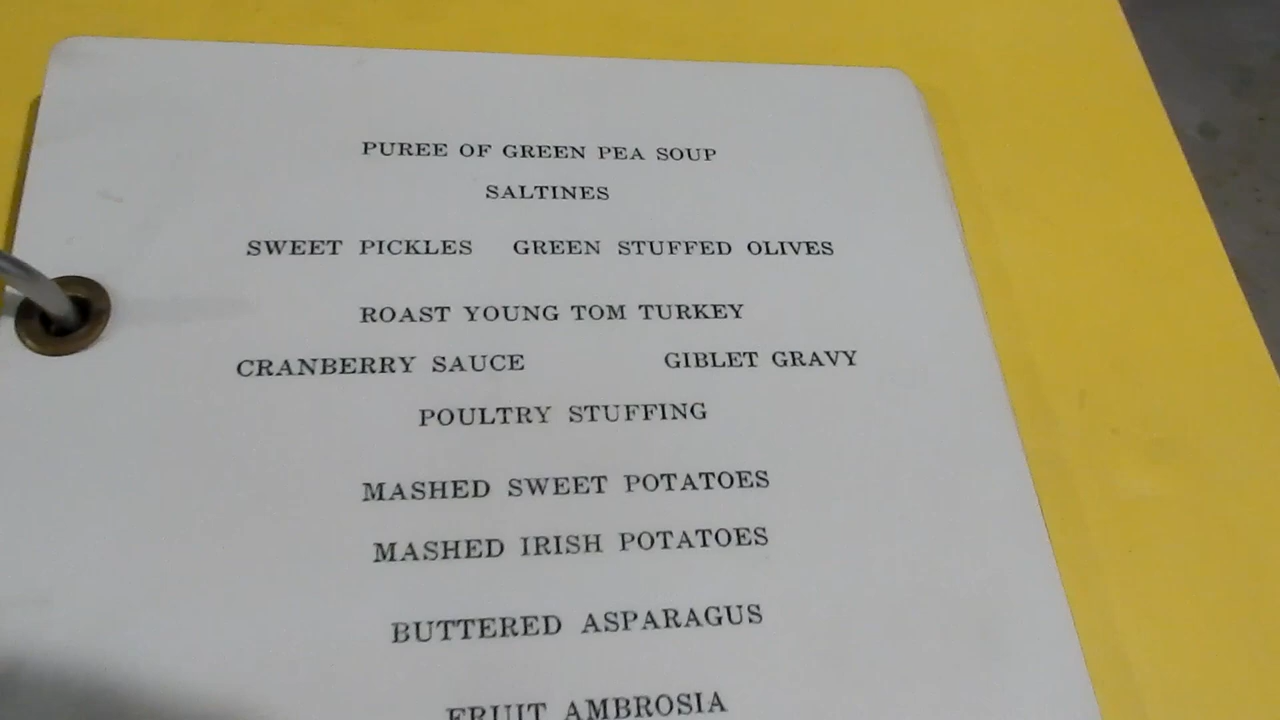 PUREE OF GREEN PEA SOUP
SALTINES
SWEET PICKLES GREEN STUFFED OLIVES
ROAST YOUNG TOM TURKEY
CRANBERRY SAUCE GIBLET GRAVY
POULTRY STUFFING
MASHED SWEET POTATOES
MASHED IRISH POTATOES
BUTTERED ASPARAGUS
FRUIT AMBROSIA